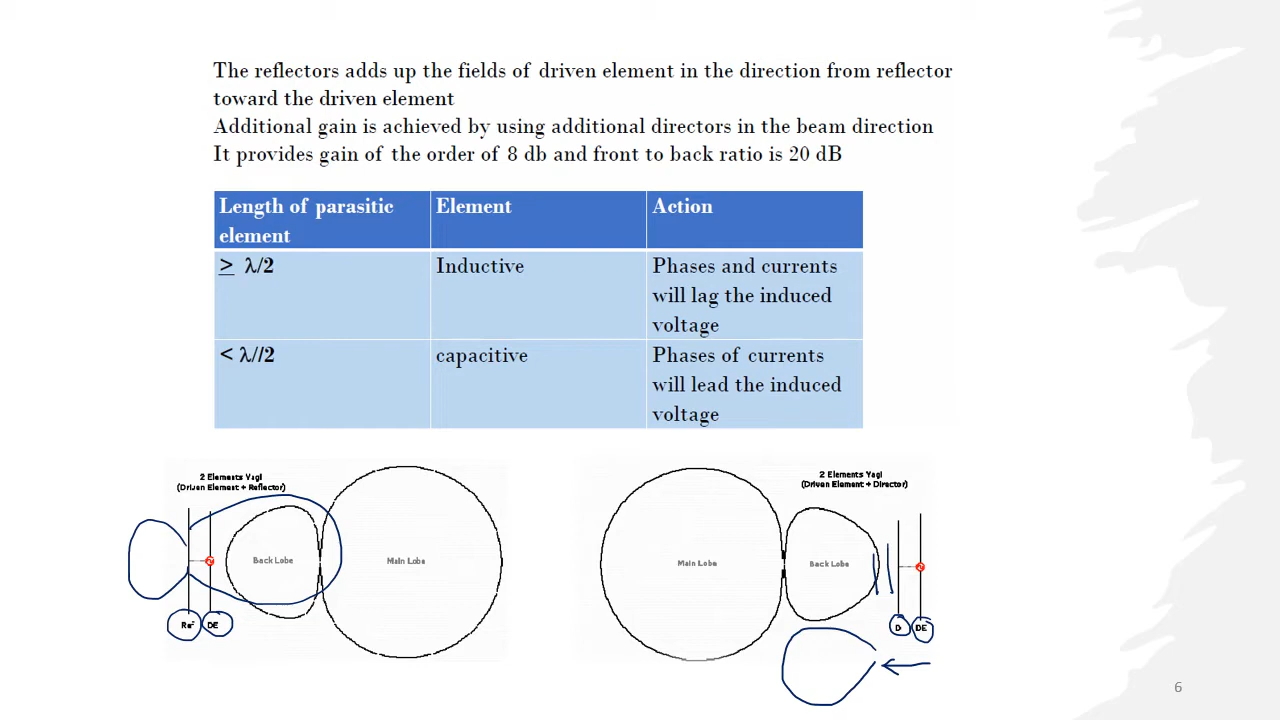 The reflectors adds up the fields of driven element in the direction from reflector
toward the driven element
Additional gain is achieved by using additional directors in the beam direction
It provides gain of the order of 8 db and front to back ratio is 20 dB
Length of parasitic
element
Element
Action
> λ/2
Inductive
Phases and currents
will lag the induced
voltage
< λ//2
capacitive
Phases of currents
will lead the induced
voltage
2 Elements Yagi
(Driven Element + Reflector)
Back Lobe
Main Lobe
Ref
DE
2 Elements Yagi
(Driven Element + Director)
Main Lobe
Back Lobe
D
DE
6